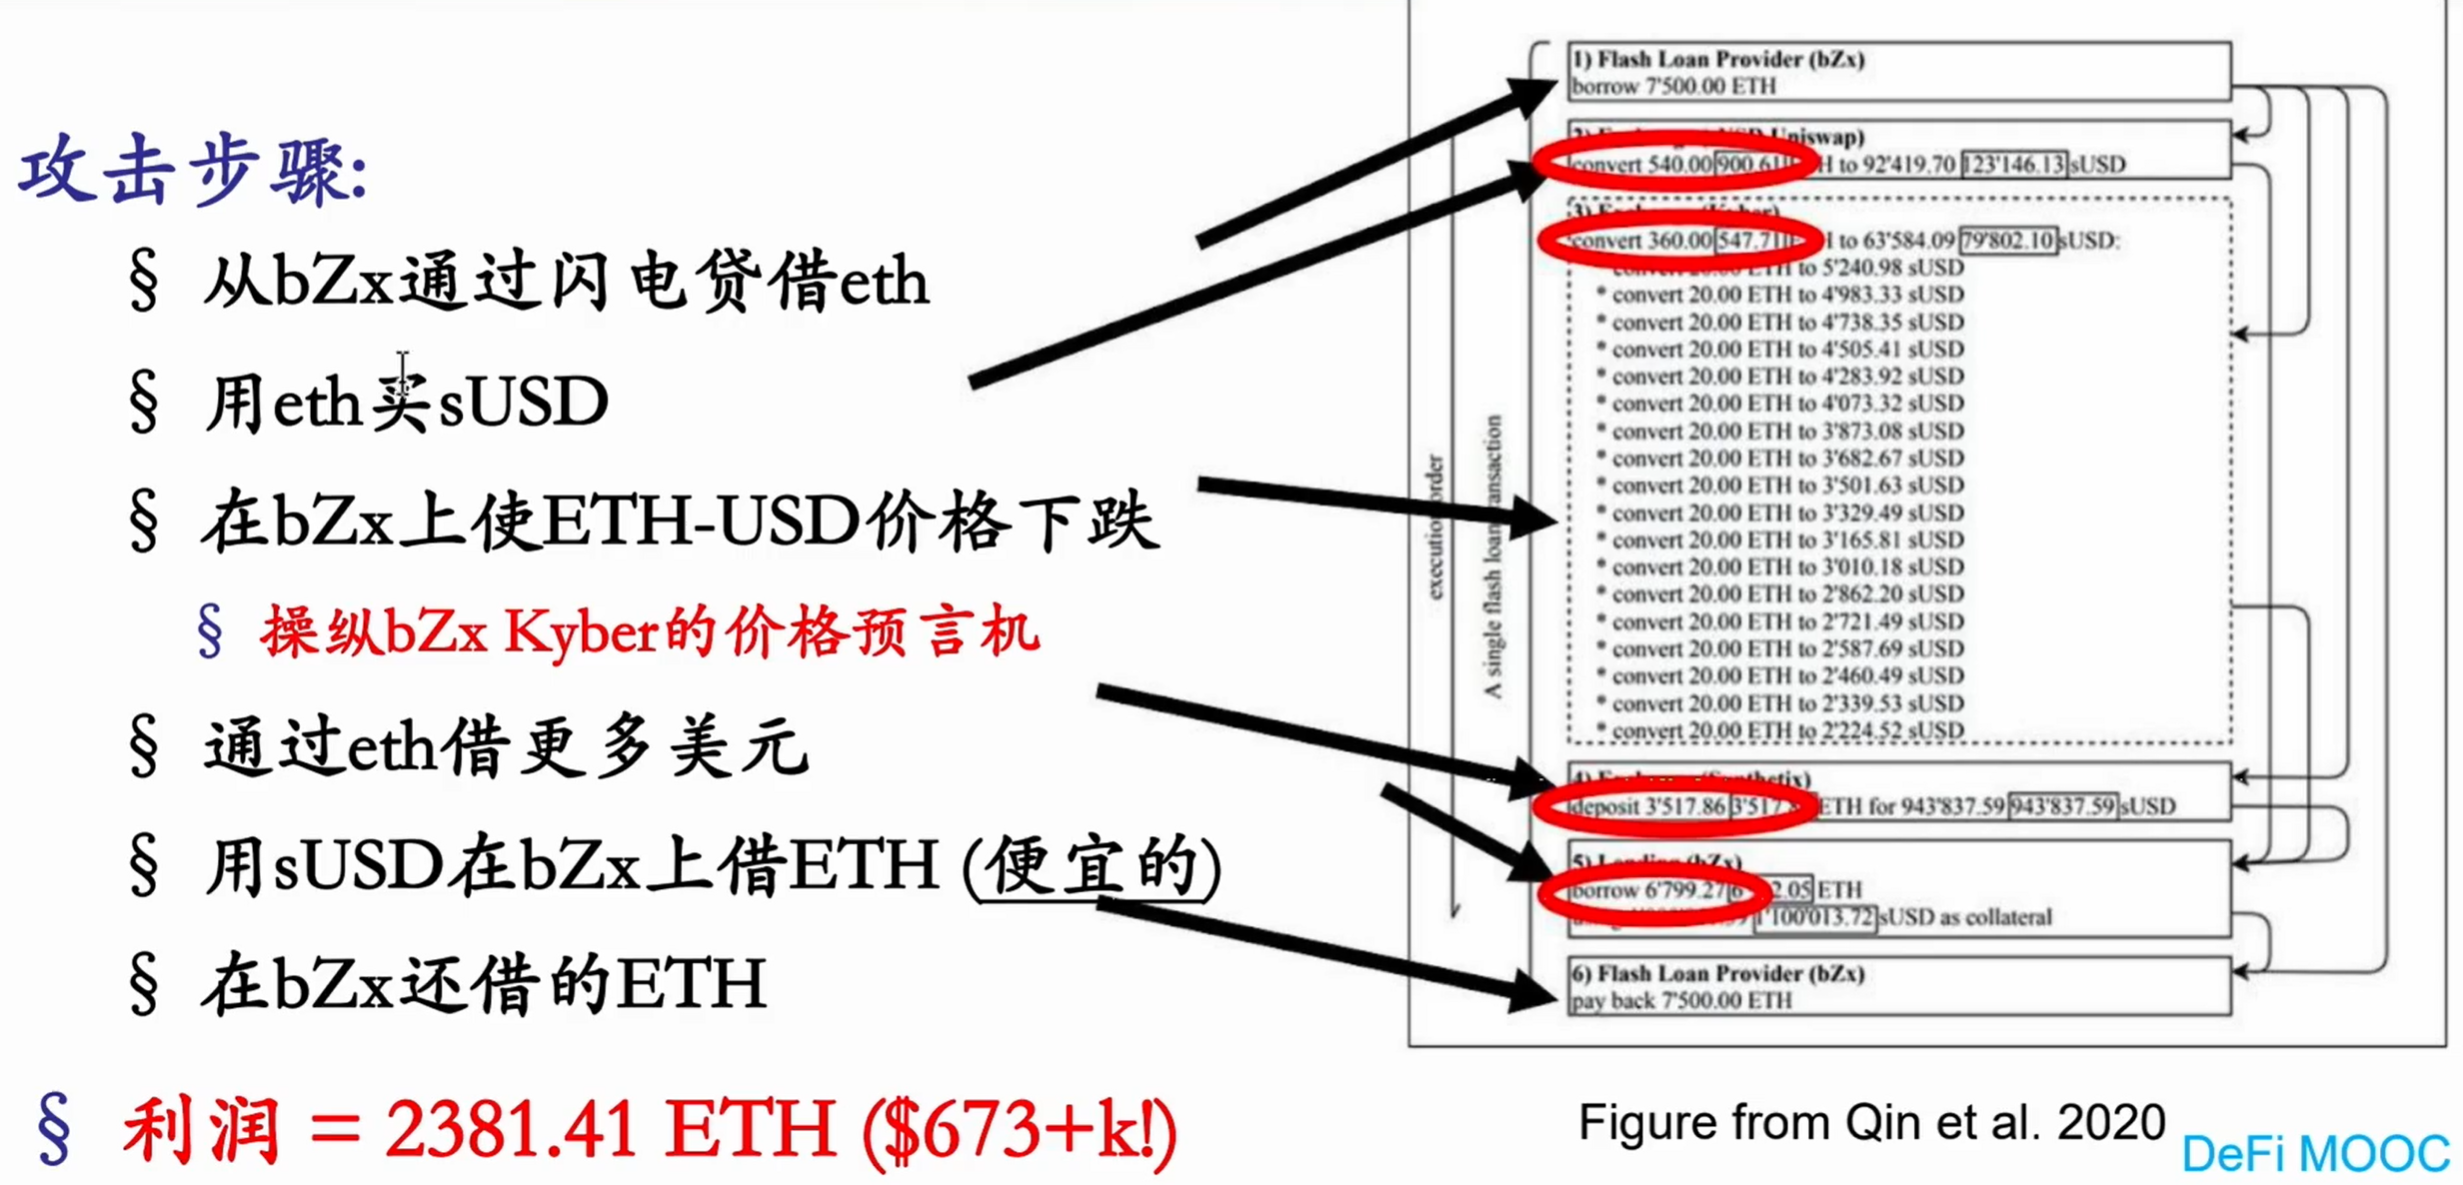 攻击步骤:
§ 从bZx通过闪电贷借eth
§ 用eth买sUSD
§ 在bZx上使ETH-USD价格下跌
§ 操纵bZx Kyber的价格预言机
§ 通过eth借更多美元
§ 用sUSD在bZx上借ETH (便宜的)
§ 在bZx还借的ETH
§ 利润 = 2381.41 ETH ($673+k!)
execution order
A single flash loan transaction
1) Flash Loan Provider (bZx)
borrow 7'500.00 ETH
Uniswap)
convert 540.00 900.61 H to 92'419.70 123'146.13 sUSD
convert 360.00 547.71 to 63'584.09 79'802.10 sUSD:
ETH to 5'240.98 sUSD
* convert 20.00 ETH to 4'983.33 sUSD
* convert 20.00 ETH to 4'738.35 sUSD
* convert 20.00 ETH to 4'505.41 sUSD
* convert 20.00 ETH to 4'283.92 sUSD
* convert 20.00 ETH to 4'073.32 sUSD
* convert 20.00 ETH to 3'873.08 sUSD
* convert 20.00 ETH to 3'682.67 sUSD
* convert 20.00 ETH to 3'501.63 sUSD
* convert 20.00 ETH to 3'329.49 sUSD
* convert 20.00 ETH to 3'165.81 sUSD
* convert 20.00 ETH to 3'010.18 sUSD
* convert 20.00 ETH to 2'862.20 sUSD
* convert 20.00 ETH to 2'721.49 sUSD
* convert 20.00 ETH to 2'587.69 sUSD
* convert 20.00 ETH to 2'460.49 sUSD
* convert 20.00 ETH to 2'339.53 sUSD
* convert 20.00 ETH to 2'224.52 sUSD
deposit 3'517.86 ETH for 943'837.59 943'837.59 sUSD
5) Lending (bZx)
borrow 6'799.27 2.05 ETH
1'100'013.72 sUSD as collateral
6) Flash Loan Provider (bZx)
pay back 7'500.00 ETH
Figure from Qin et al. 2020
DeFi MOOC